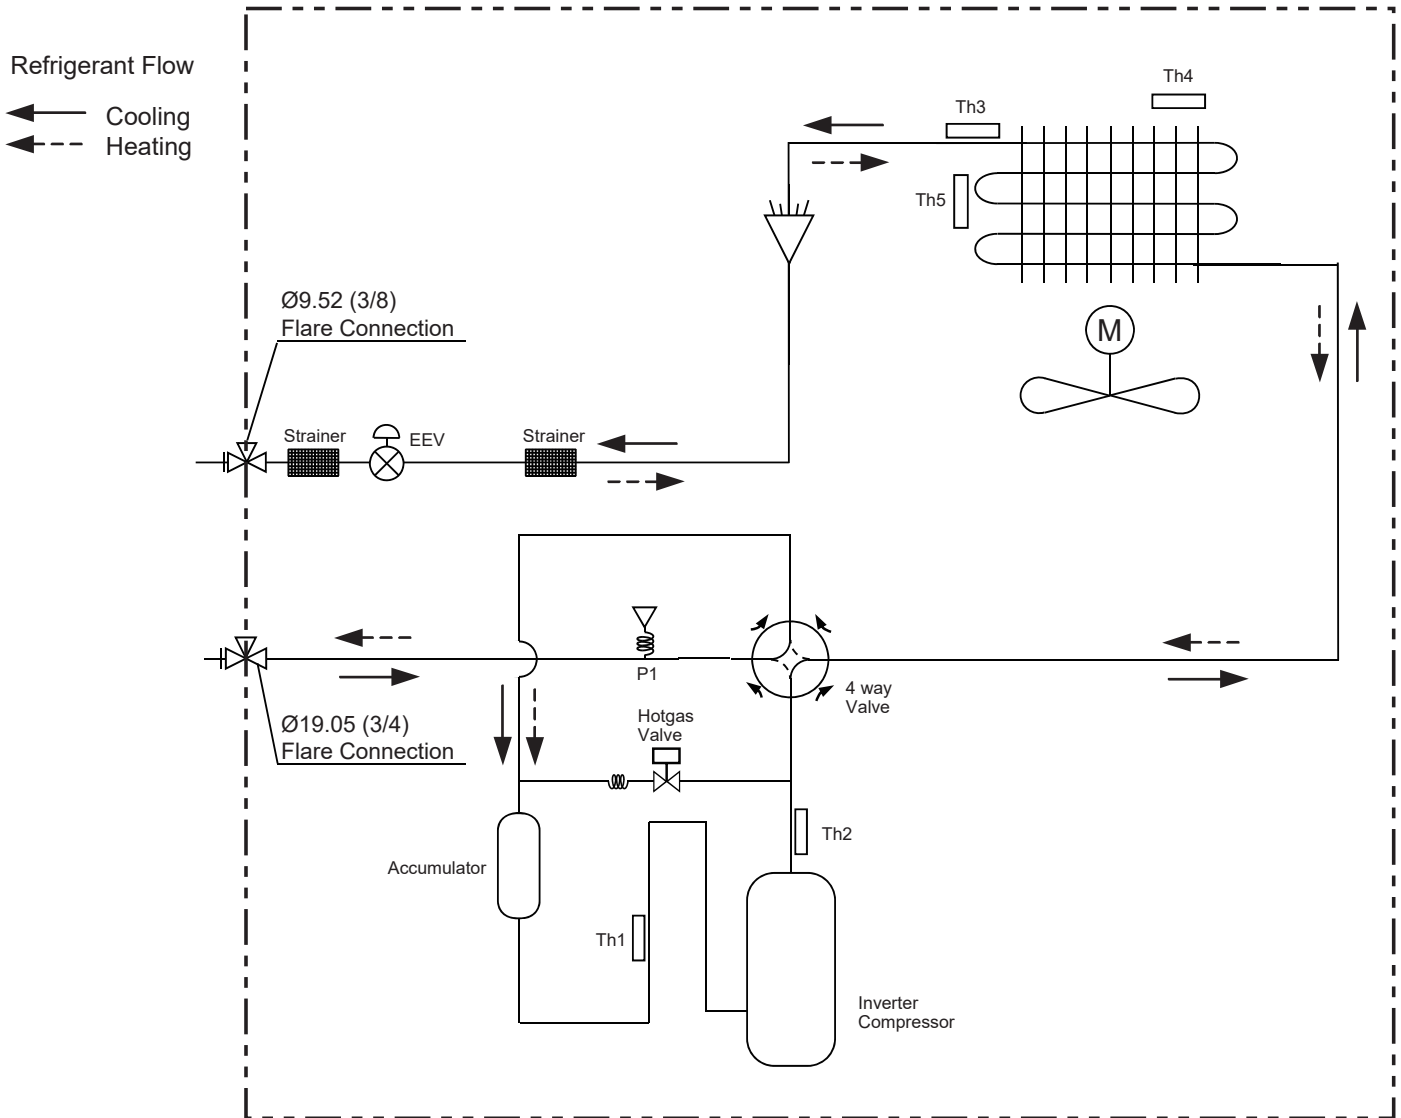 Refrigerant Flow
Cooling
Heating
Th4
Th3
Th5
M
Ø9.52 (3/8)
Flare Connection
Strainer
EEV
Strainer
P1
4 way
Valve
Ø19.05 (3/4)
Flare Connection
Hotgas
Valve
Th2
Accumulator
Th1
Inverter
Compressor